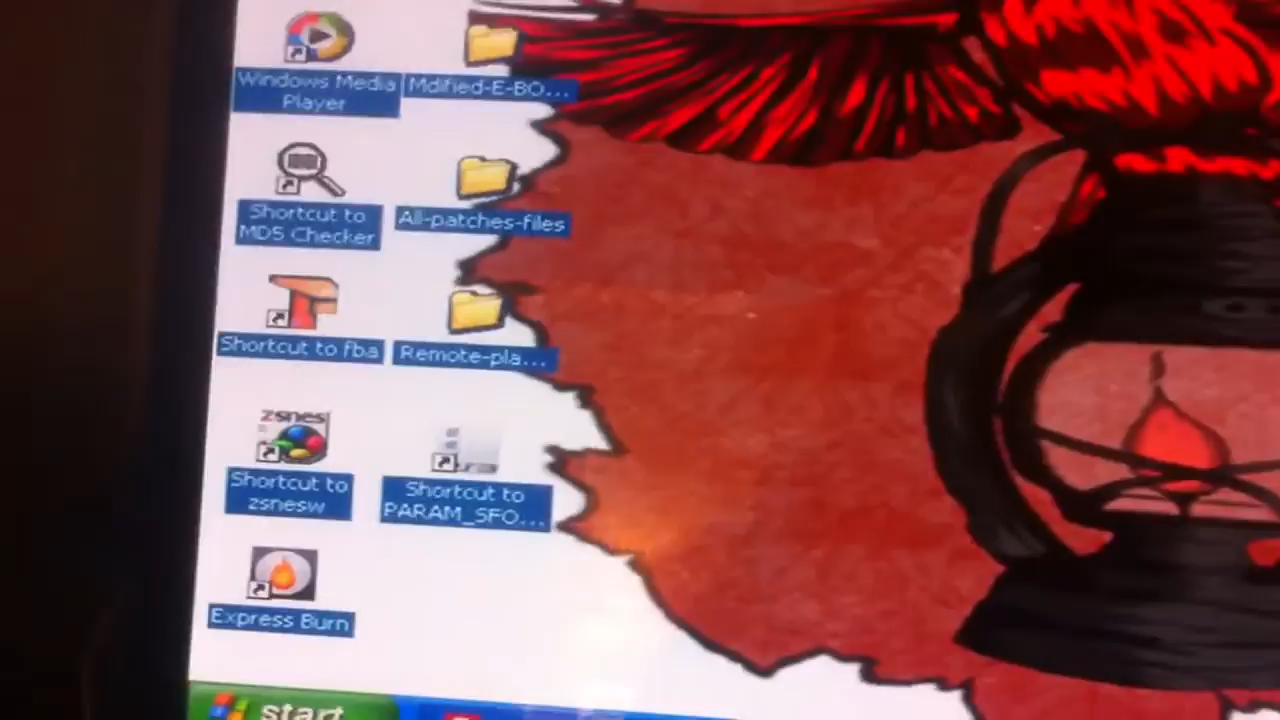 Windows Media
Player
Mdified-E-BO...
Shortcut to
MD5 Checker
All-patches-files
Shortcut to fba
Remote-pla...
zsnes
Shortcut to
zsnesw
Shortcut to
PARAM_SFO...
Express Burn
start